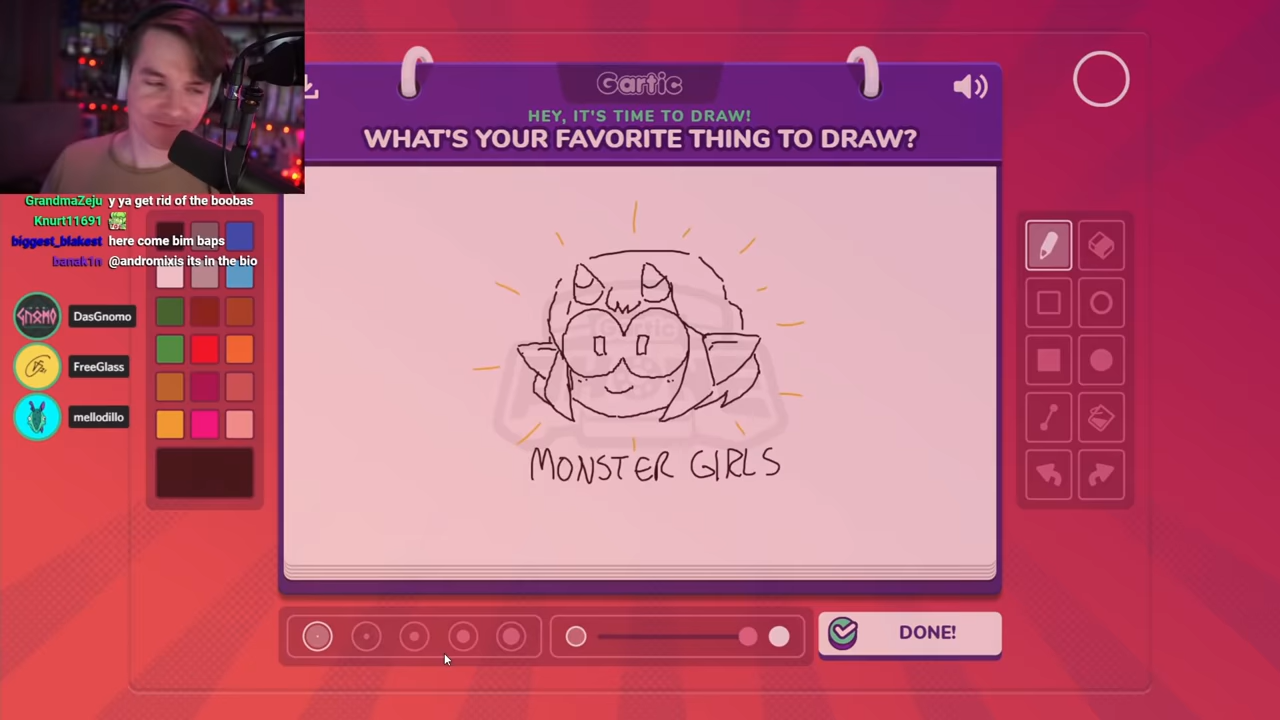 Gartic
HEY, IT'S TIME TO DRAW!
WHAT'S YOUR FAVORITE THING TO DRAW?
GrandmaZeju y ya get rid of the boobas
Knurt11691
biggest_blakest here come bim baps
banak1n @andromixis its in the bio
GNOMO
DasGnomo
FreeGlass
mellodillo
MONSTER GIRLS
DONE!